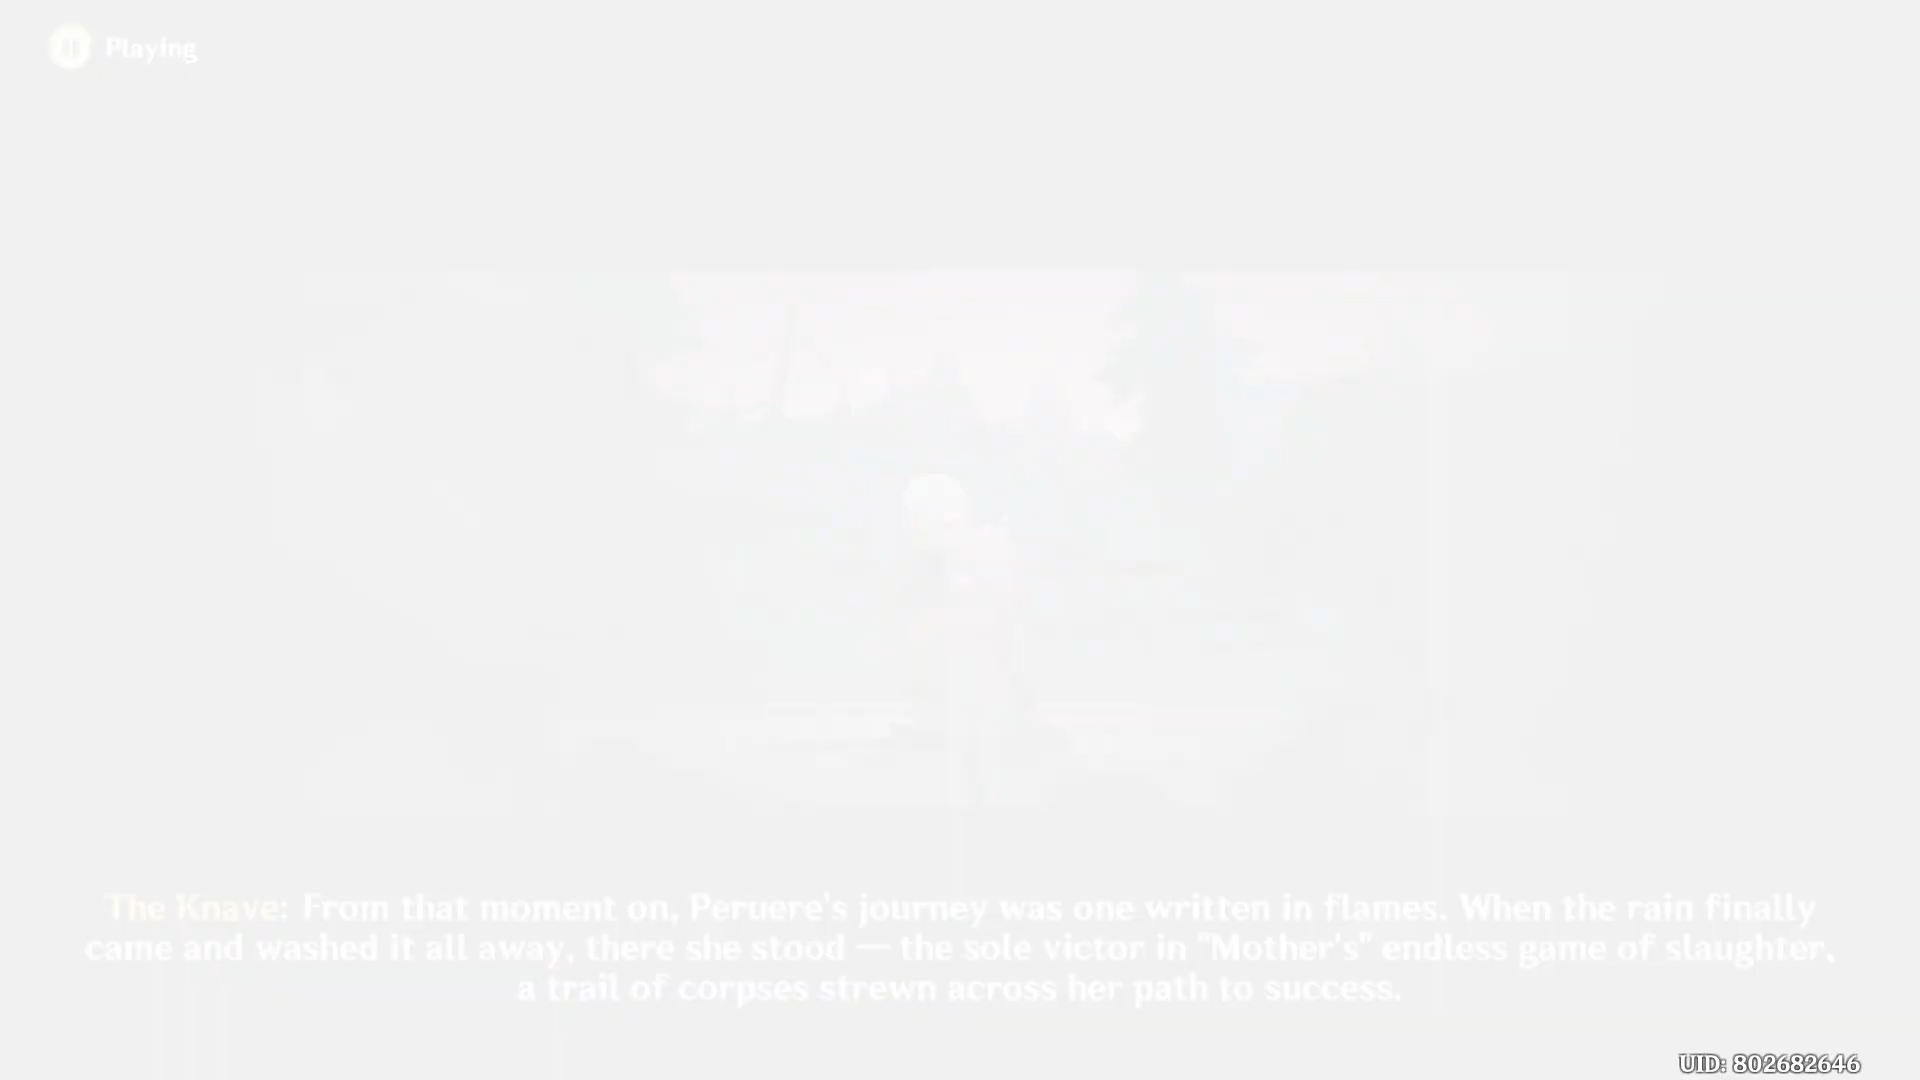 Playing
The Knave: From that moment on, Peruere's journey was one written in flames. When the rain finally
came and washed it all away, there she stood — the sole victor in "Mother's" endless game of slaughter,
a trail of corpses strewn across her path to success.
UID: 802682646